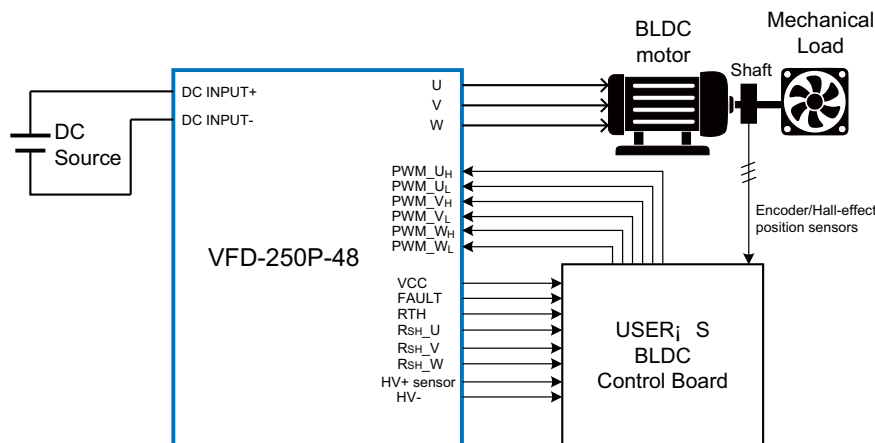 BLDC
motor
Mechanical
Load
Shaft
DC INPUT+
DC INPUT-
U
V
W
DC
Source
PWM_UH
PWM_UL
PWM_VH
PWM_VL
PWM_WH
PWM_WL
Encoder/Hall-effect
position sensors
VFD-250P-48
VCC
FAULT
RTH
RSH_U
RSH_V
RSH_W
HV+ sensor
HV-
USER¡ S
BLDC
Control Board